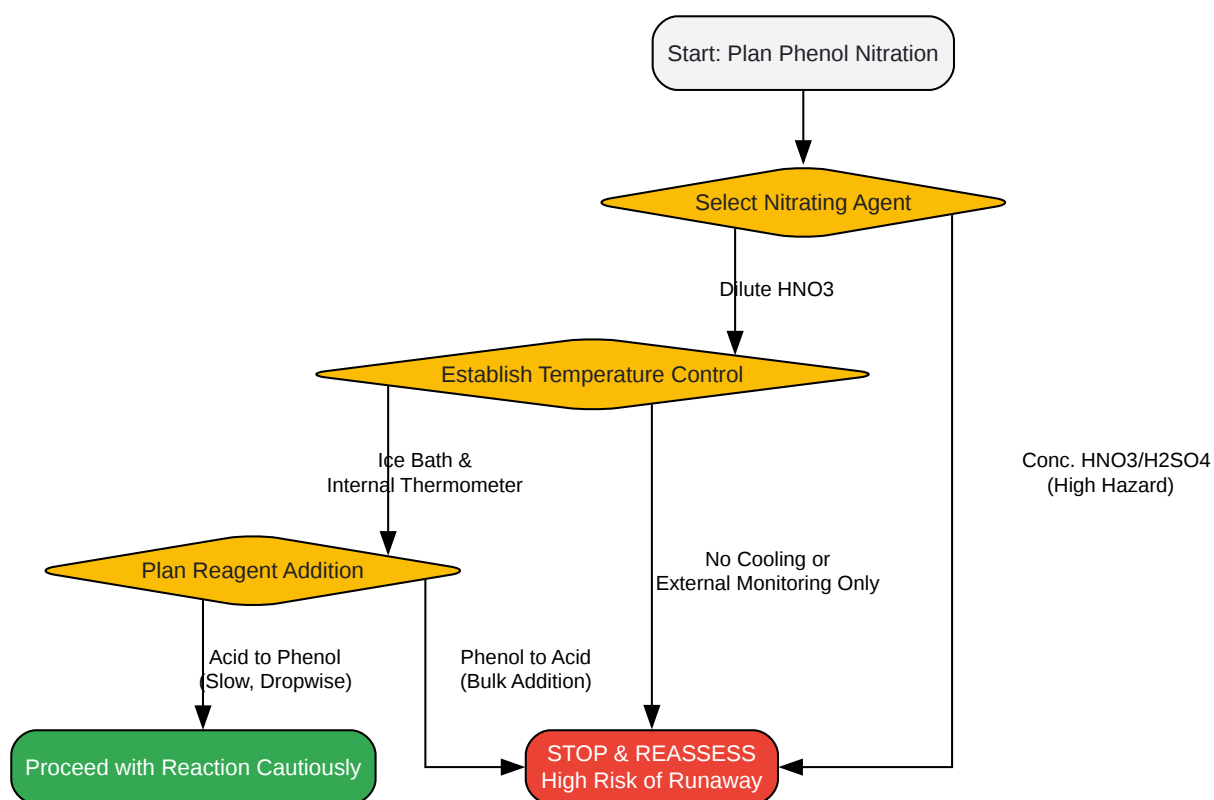 Start: Plan Phenol Nitration
Select Nitrating Agent
Dilute HNO3
Establish Temperature Control
Ice Bath &
Internal Thermometer
Conc. HNO3/H2SO4
(High Hazard)
Plan Reagent Addition
No Cooling or
External Monitoring Only
Acid to Phenol
(Slow, Dropwise)
Phenol to Acid
(Bulk Addition)
Proceed with Reaction Cautiously
STOP & REASSESS
High Risk of Runaway